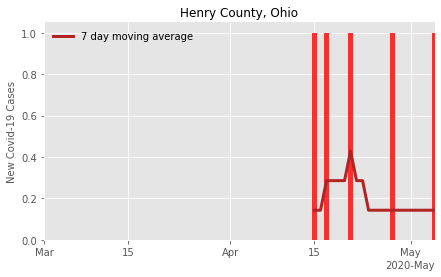 Henry County, Ohio
7 day moving average
New Covid-19 Cases
1.0
0.8
0.6
0.4
0.2
0.0
Mar 15 Apr 15 May
2020-May